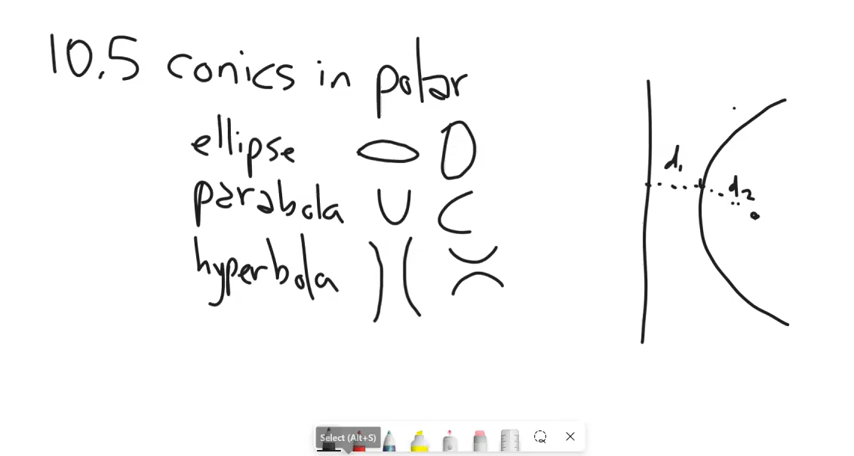 10.5 conics in polar
ellipse
parabola
hyperbola
d1
d2
Select (Alt+S)